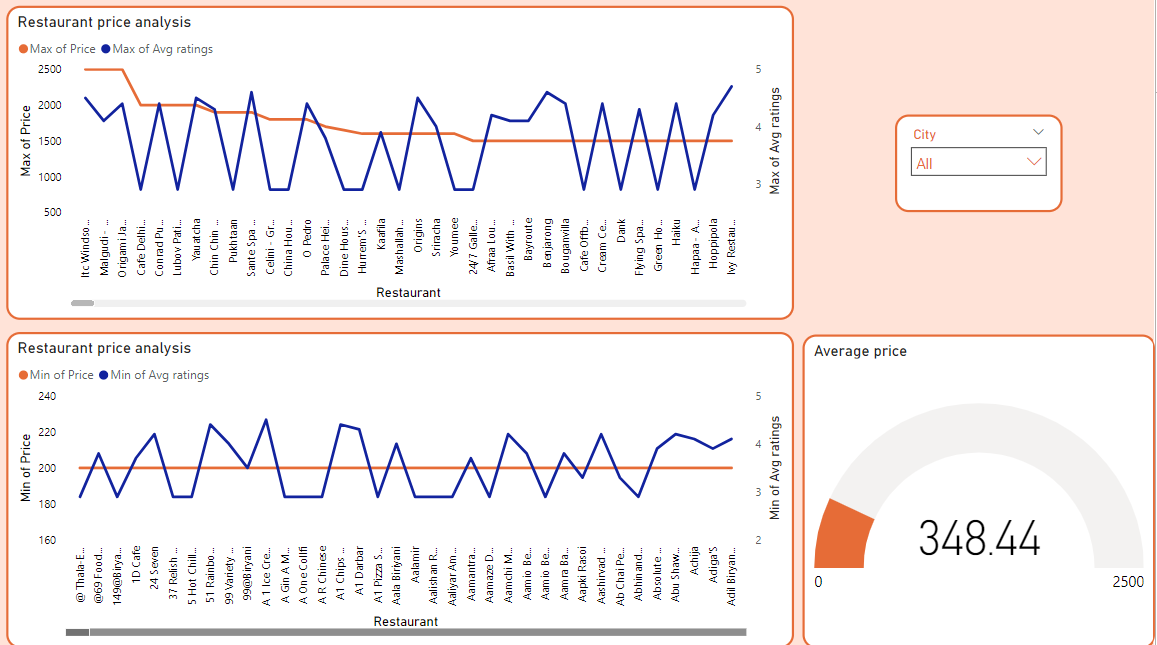 Restaurant price analysis
Max of Price Max of Avg ratings
2500
2000
1500
1000
500
Max of Price
5
4
3
Max of Avg ratings
Itc Windso...
Malgudi - ...
Origami Ja...
Cafe Delhi...
Conrad Pu...
Lubov Pati...
Yauatcha
Chin Chin ...
Pukhtaan
Sante Spa ...
Celini - Gr...
China Hou...
O Pedro
Palace Hei...
Dine Hous...
Hurrem'S ...
Kaafila
Mashallah...
Origins
Sriracha
Youmee
24/7 Galle...
Afraa Lou...
Basil With ...
Bayroute
Benjarong
Bouganvilla
Cafe Offb...
Cream Ce...
Dank
Flying Spa...
Green Ho...
Haiku
Hapaa - A...
Hoppipola
Ivy Restau...
Restaurant
City
All
Restaurant price analysis
Min of Price Min of Avg ratings
240
220
200
180
160
Min of Price
5
4
3
2
Min of Avg ratings
@ Thala-E...
@69 Food...
149@Birya...
1D Cafe
24 Seven
37 Relish ...
5 Hot Chill...
51 Rainbo...
99 Variety ...
99@Biryani
A 1 Ice Cre...
A Gin A M...
A One Collfi
A R Chinese
A1 Chips ...
A1 Darbar
A1 Pizza S...
Aala Biriyani
Aalamir
Aalishan R...
Aaliyar Am...
Aamantra...
Aamaze D...
Aamchi M...
Aamio Be...
Aamio Be...
Aamra Ba...
Aapki Rasoi
Aashirvad ...
Ab Chai Pe...
Abhinand...
Absolute ...
Abu Shaw...
Achija
Adiga'S
Adil Biryan...
Restaurant
Average price
348.44
0
2500